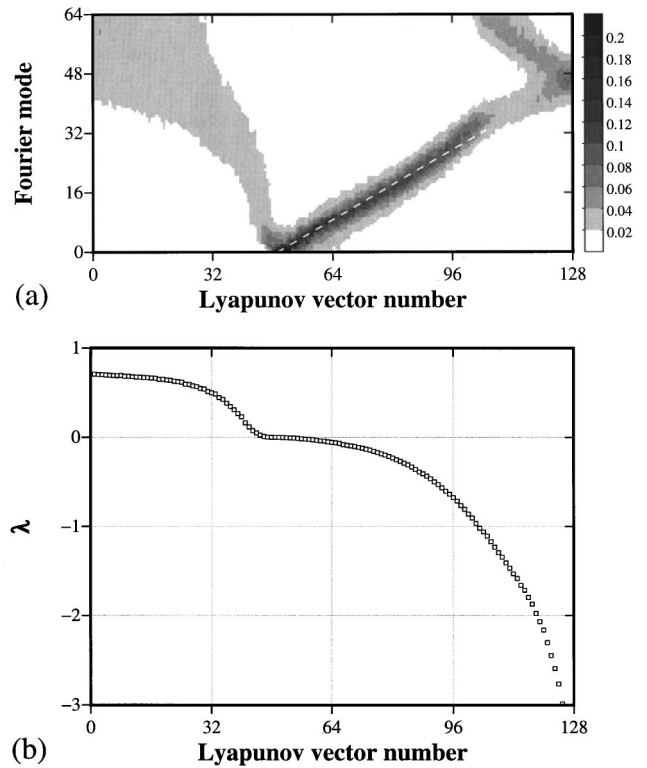 64
48
32
16
0
Fourier mode
0 32 64 96 128
Lyapunov vector number
0.2
0.18
0.16
0.14
0.12
0.1
0.08
0.06
0.04
0.02
(a)
1
0
−1
−2
−3
λ
0 32 64 96 128
Lyapunov vector number
(b)